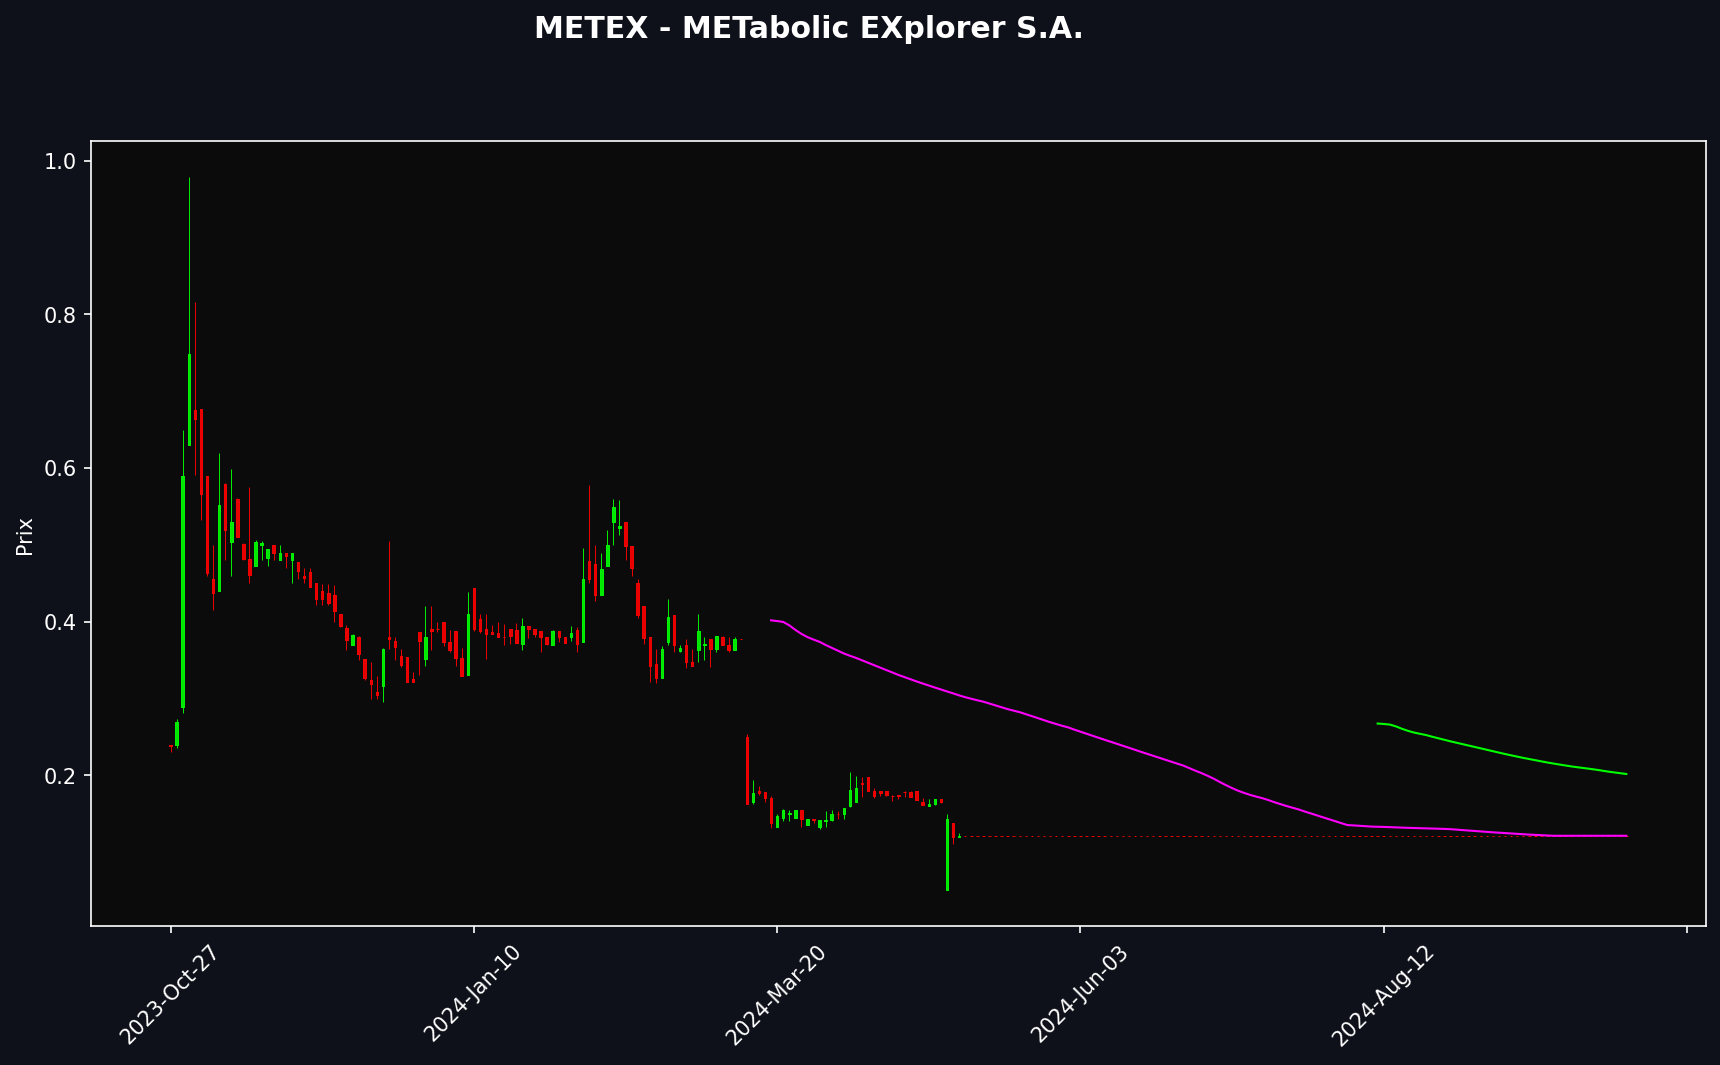 METEX - METabolic EXplorer S.A.
Prix
1.0
0.8
0.6
0.4
0.2
2023-Oct-27
2024-Jan-10
2024-Mar-20
2024-Jun-03
2024-Aug-12